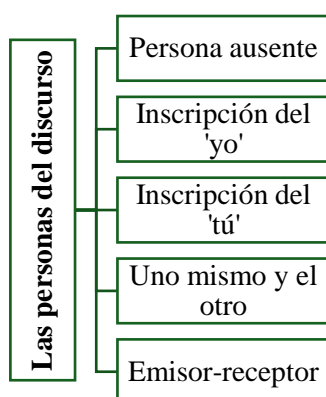 Las personas del discurso
Persona ausente
Inscripción del
'yo'
Inscripción del
'tú'
Uno mismo y el
otro
Emisor-receptor